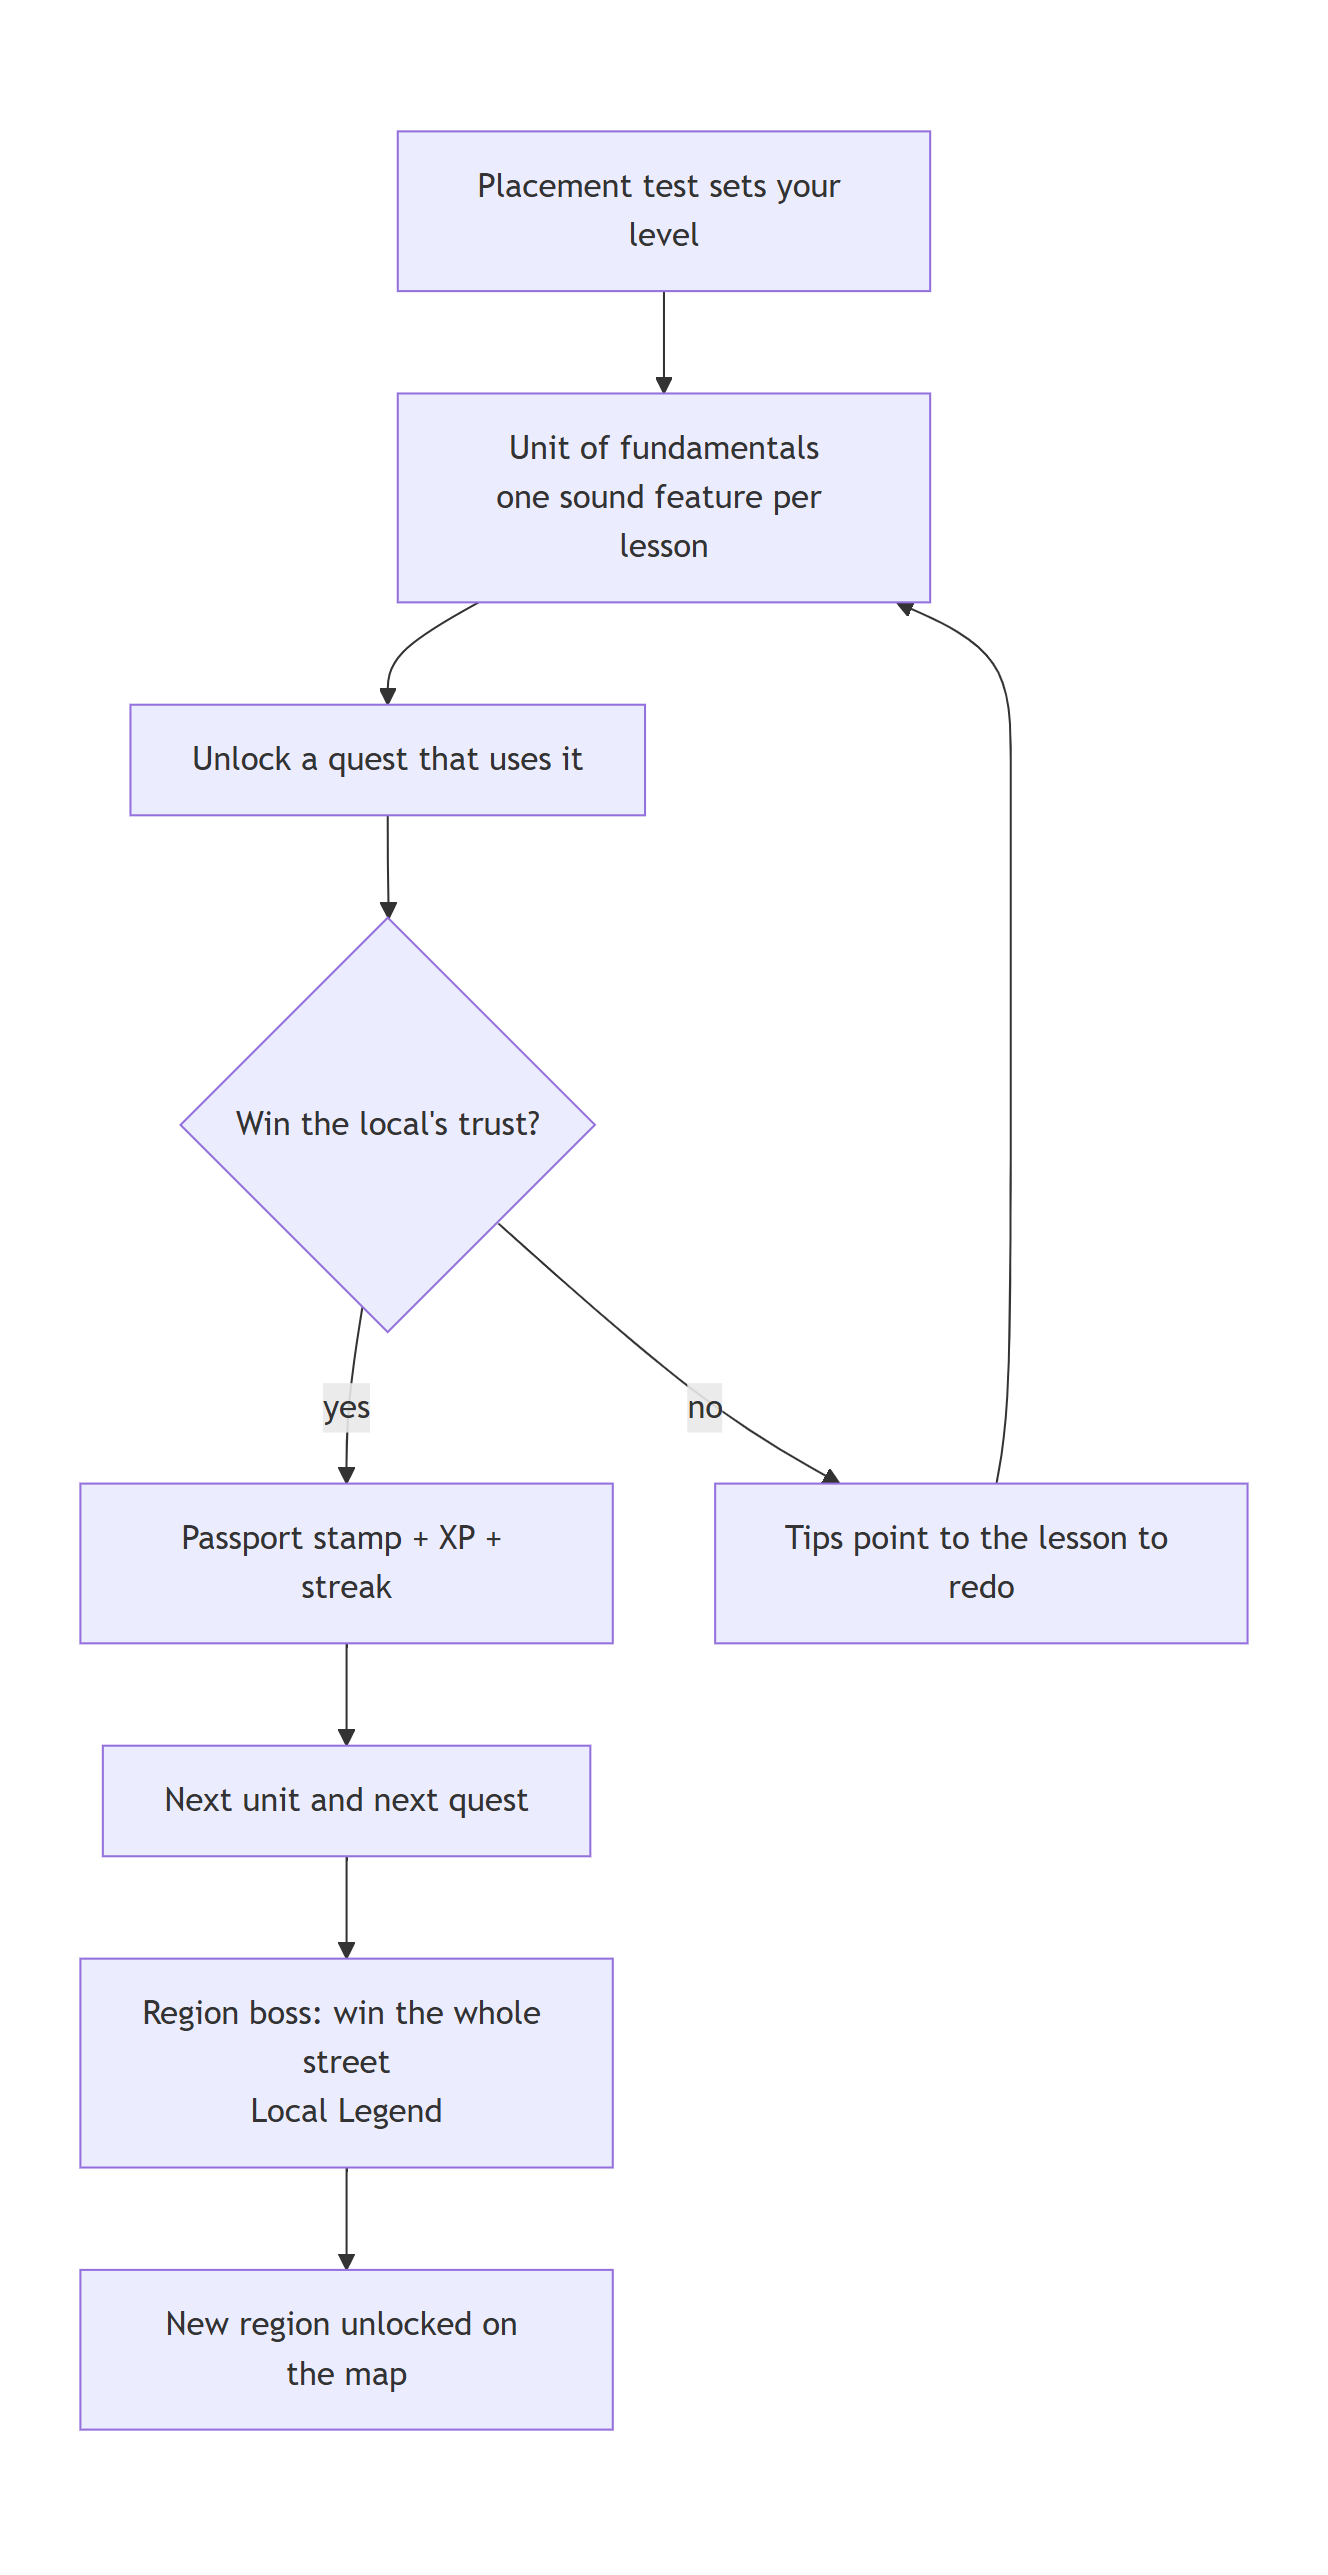 Placement test sets your
level
Unit of fundamentals
one sound feature per
lesson
Unlock a quest that uses it
Win the local's trust?
yes
no
Passport stamp + XP +
streak
Tips point to the lesson to
redo
Next unit and next quest
Region boss: win the whole
street
Local Legend
New region unlocked on
the map